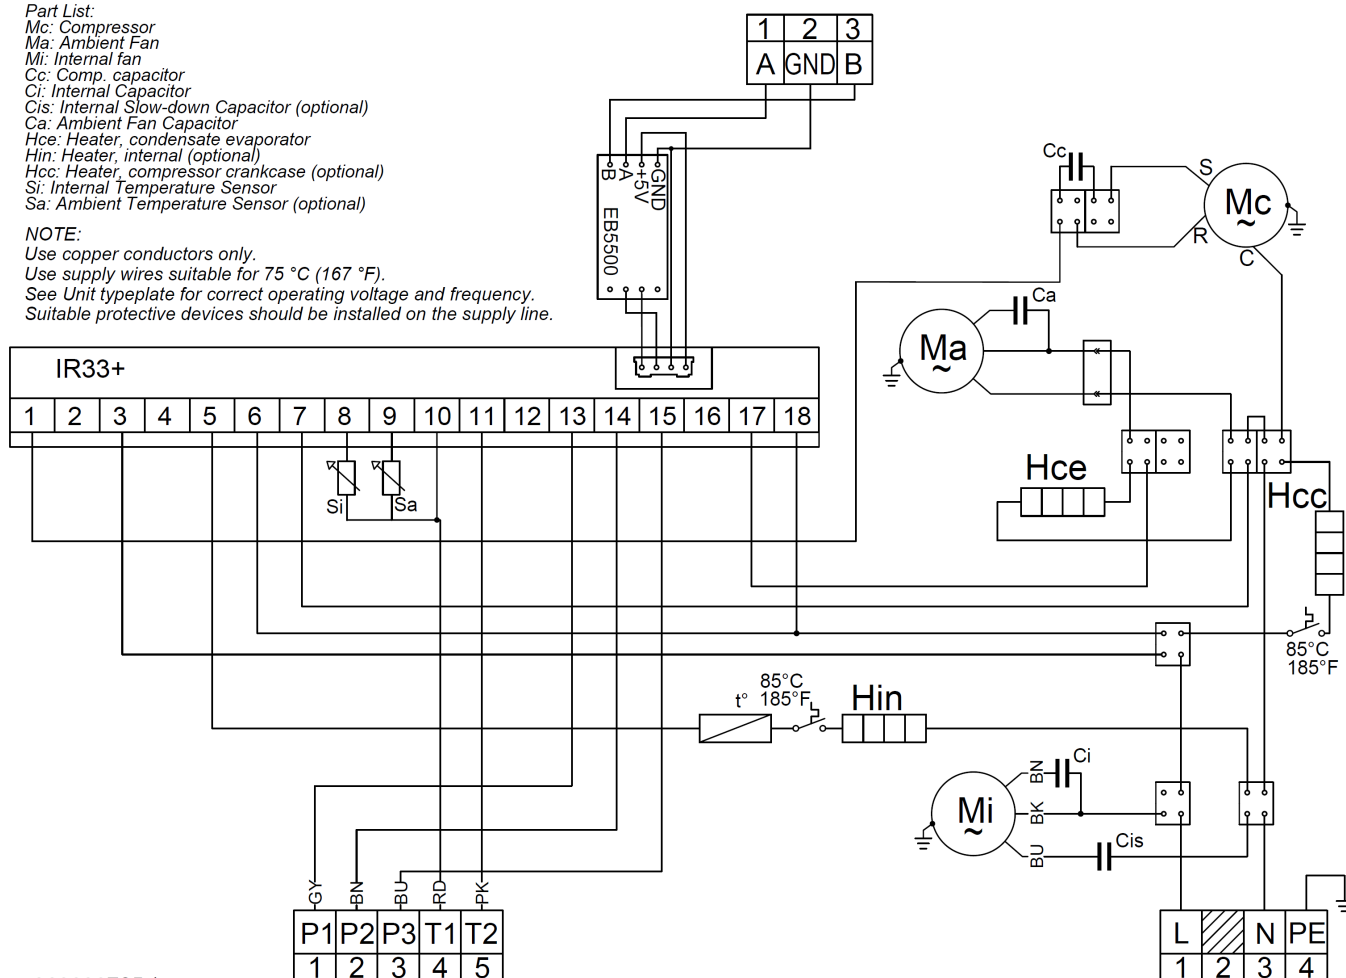 Part List:
Mc: Compressor
Ma: Ambient Fan
Mi: Internal fan
Cc: Comp. capacitor
Ci: Internal Capacitor
Cis: Internal Slow-down Capacitor (optional)
Ca: Ambient Fan Capacitor
Hce: Heater, condensate evaporator
Hin: Heater, internal (optional)
Hcc: Heater, compressor crankcase (optional)
Si: Internal Temperature Sensor
Sa: Ambient Temperature Sensor (optional)
NOTE:
Use copper conductors only.
Use supply wires suitable for 75 °C (167 °F).
See Unit typeplate for correct operating voltage and frequency.
Suitable protective devices should be installed on the supply line.
1 2 3
A GND B
B A +5V GND
EB5500
Cc
S
Mc
~
R
C
Ca
Ma
~
IR33+
1 2 3 4 5 6 7 8 9 10 11 12 13 14 15 16 17 18
Si
Sa
Hce
Hcc
85°C
185°F
85°C
185°F
t°
Hin
Mi
~
BN
Ci
BK
BU
Cis
GY BN BU RD PK
P1 P2 P3 T1 T2
1 2 3 4 5
L N PE
1 2 3 4